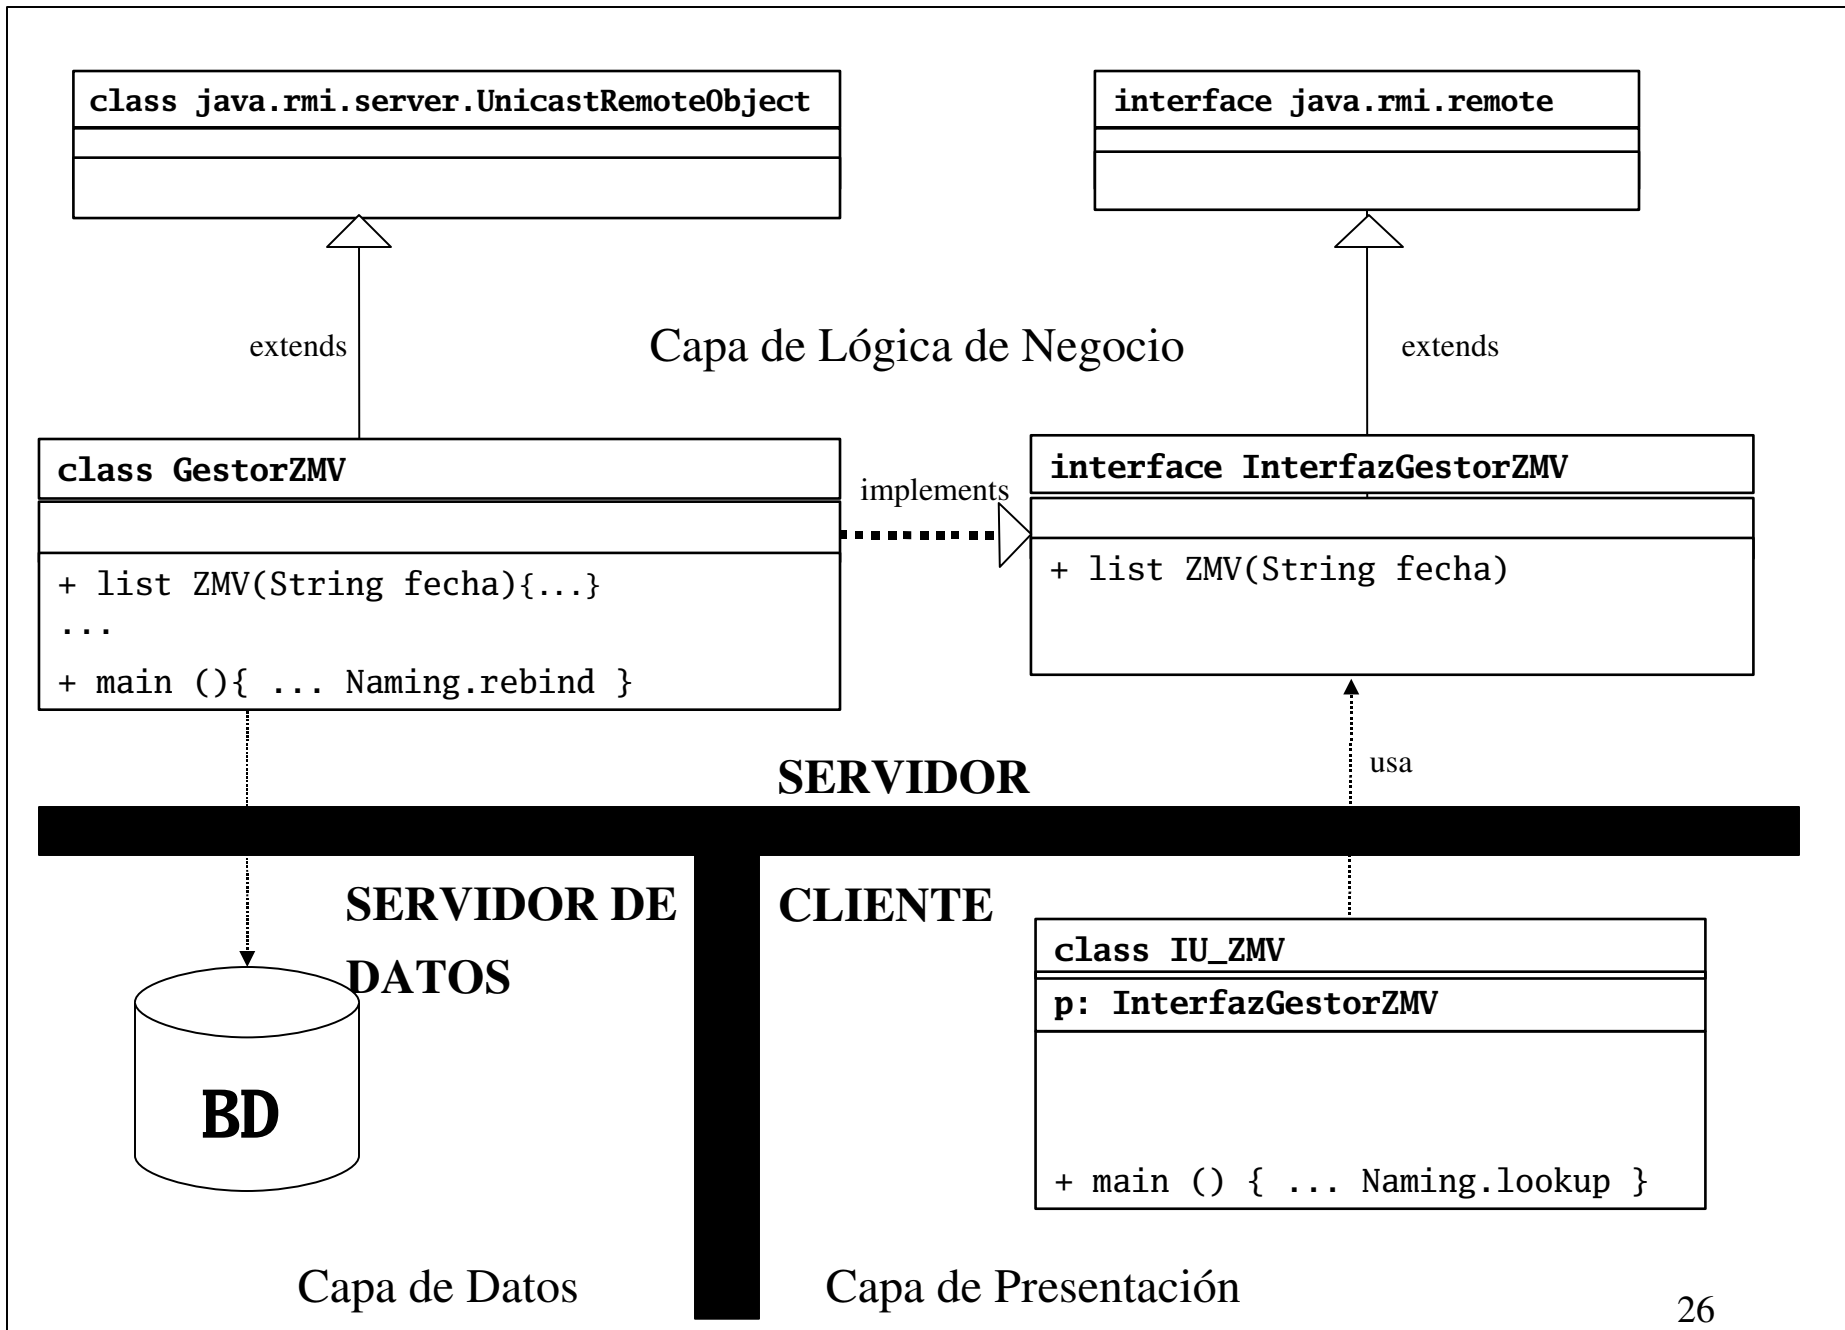 class java.rmi.server.UnicastRemoteObject
interface java.rmi.remote
extends
Capa de Lógica de Negocio
extends
class GestorZMV
+ list ZMV(String fecha){...}
...
+ main (){ ... Naming.rebind }
implements
interface InterfazGestorZMV
+ list ZMV(String fecha)
usa
SERVIDOR
SERVIDOR DE
DATOS
BD
Capa de Datos
CLIENTE
class IU_ZMV
p: InterfazGestorZMV
+ main () { ... Naming.lookup }
Capa de Presentación
26